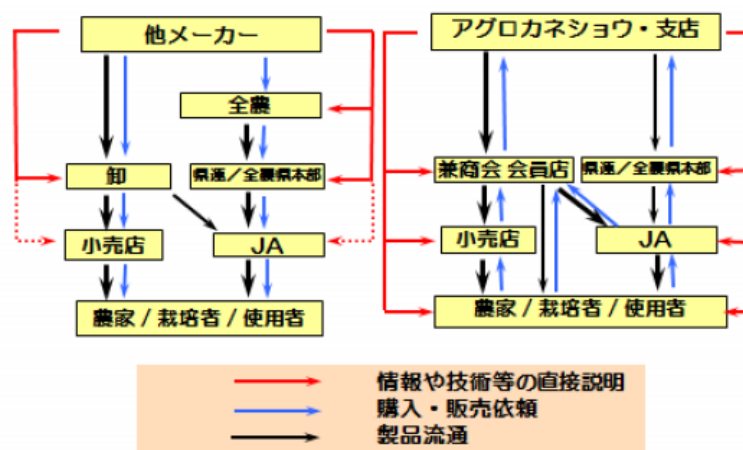 他メーカー
全農
卸
県連/全農県本部
小売店
JA
農家 / 栽培者 / 使用者
アグロカネショウ・支店
兼商会 会員店
県連/全農県本部
小売店
JA
農家 / 栽培者 / 使用者
情報や技術等の直接説明
購入・販売依頼
製品流通